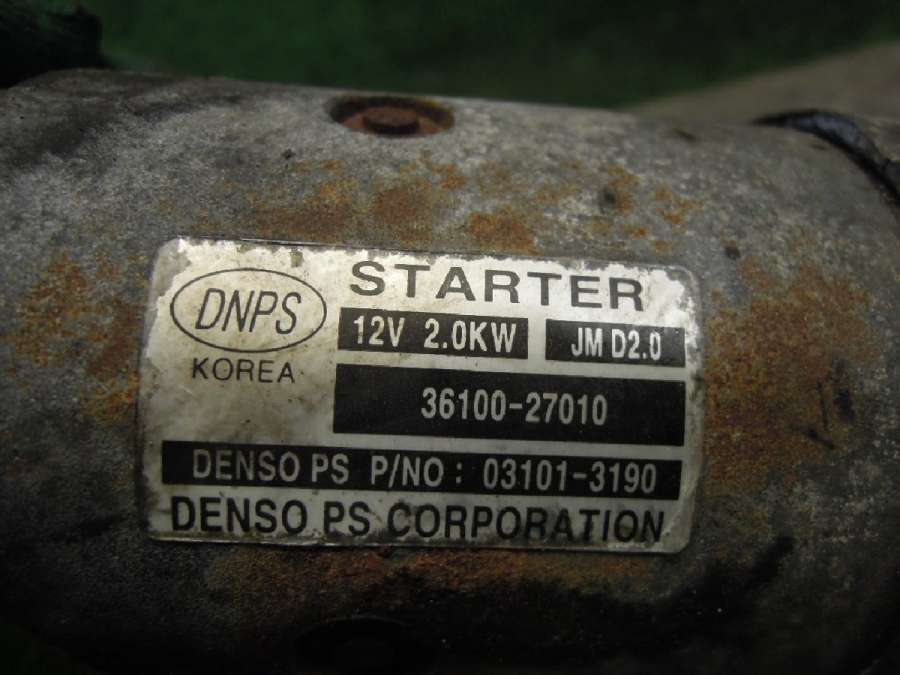 STARTER
DNPS
12V 2.0KW JM D2.0
KOREA
36100-27010
DENSO PS P/NO : 03101-3190
DENSO PS CORPORATION